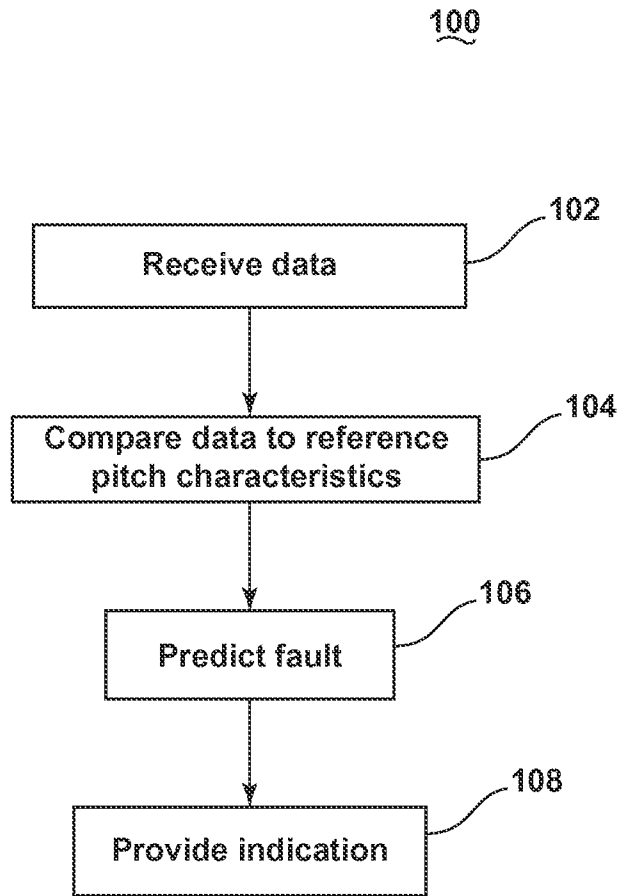 100
102
Receive data
104
Compare data to reference
pitch characteristics
106
Predict fault
108
Provide indication